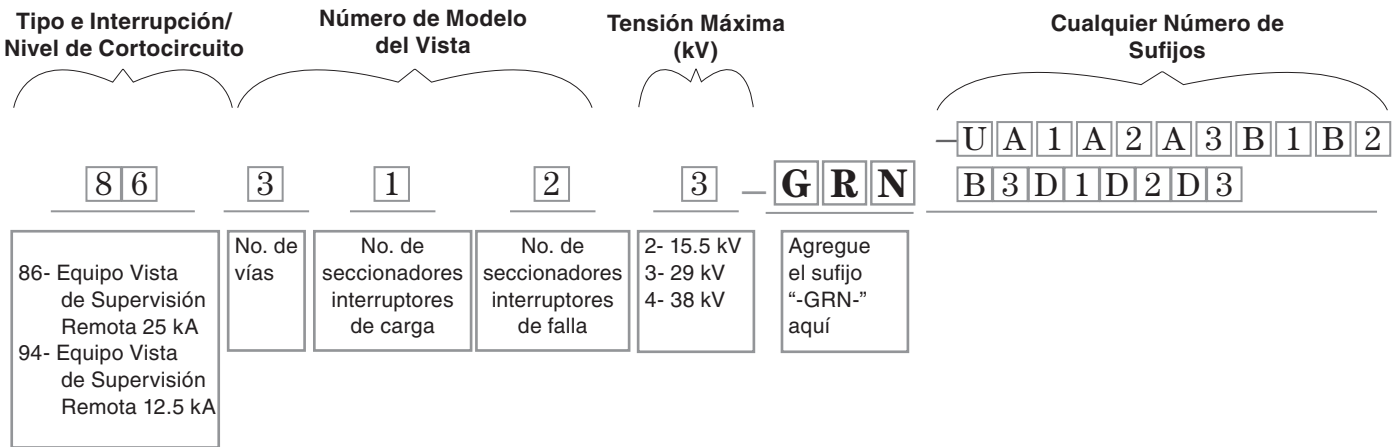 Tipo e Interrupción/
Nivel de Cortocircuito
Número de Modelo
del Vista
Tensión Máxima
(kV)
Cualquier Número de
Sufijos
86 3 1 2 3 – GRN –UA1A2A3B1B2
B3D1D2D3
86- Equipo Vista
de Supervisión
Remota 25 kA
94- Equipo Vista
de Supervisión
Remota 12.5 kA
No. de
vías
No. de
seccionadores
interruptores
de carga
No. de
seccionadores
interruptores
de falla
2- 15.5 kV
3- 29 kV
4- 38 kV
Agregue
el sufijo
“-GRN-”
aquí